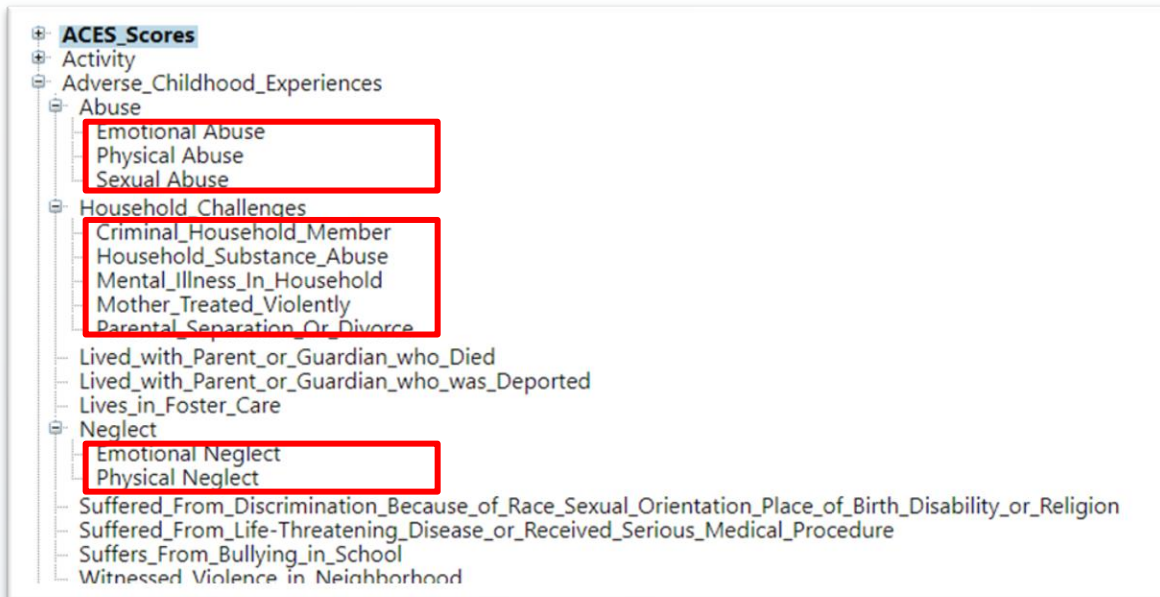 ACES_Scores
Activity
Adverse_Childhood_Experiences
Abuse
Emotional Abuse
Physical Abuse
Sexual Abuse
Household_Challenges
Criminal_Household_Member
Household_Substance_Abuse
Mental_Illness_In_Household
Mother_Treated_Violently
Parental_Separation_Or_Divorce
Lived_with_Parent_or_Guardian_who_Died
Lived_with_Parent_or_Guardian_who_was_Deported
Lives_in_Foster_Care
Neglect
Emotional Neglect
Physical Neglect
Suffered_From_Discrimination_Because_of_Race_Sexual_Orientation_Place_of_Birth_Disability_or_Religion
Suffered_From_Life-Threatening_Disease_or_Received_Serious_Medical_Procedure
Suffers_From_Bullying_in_School
Witnessed_Violence_in_Neighborhood